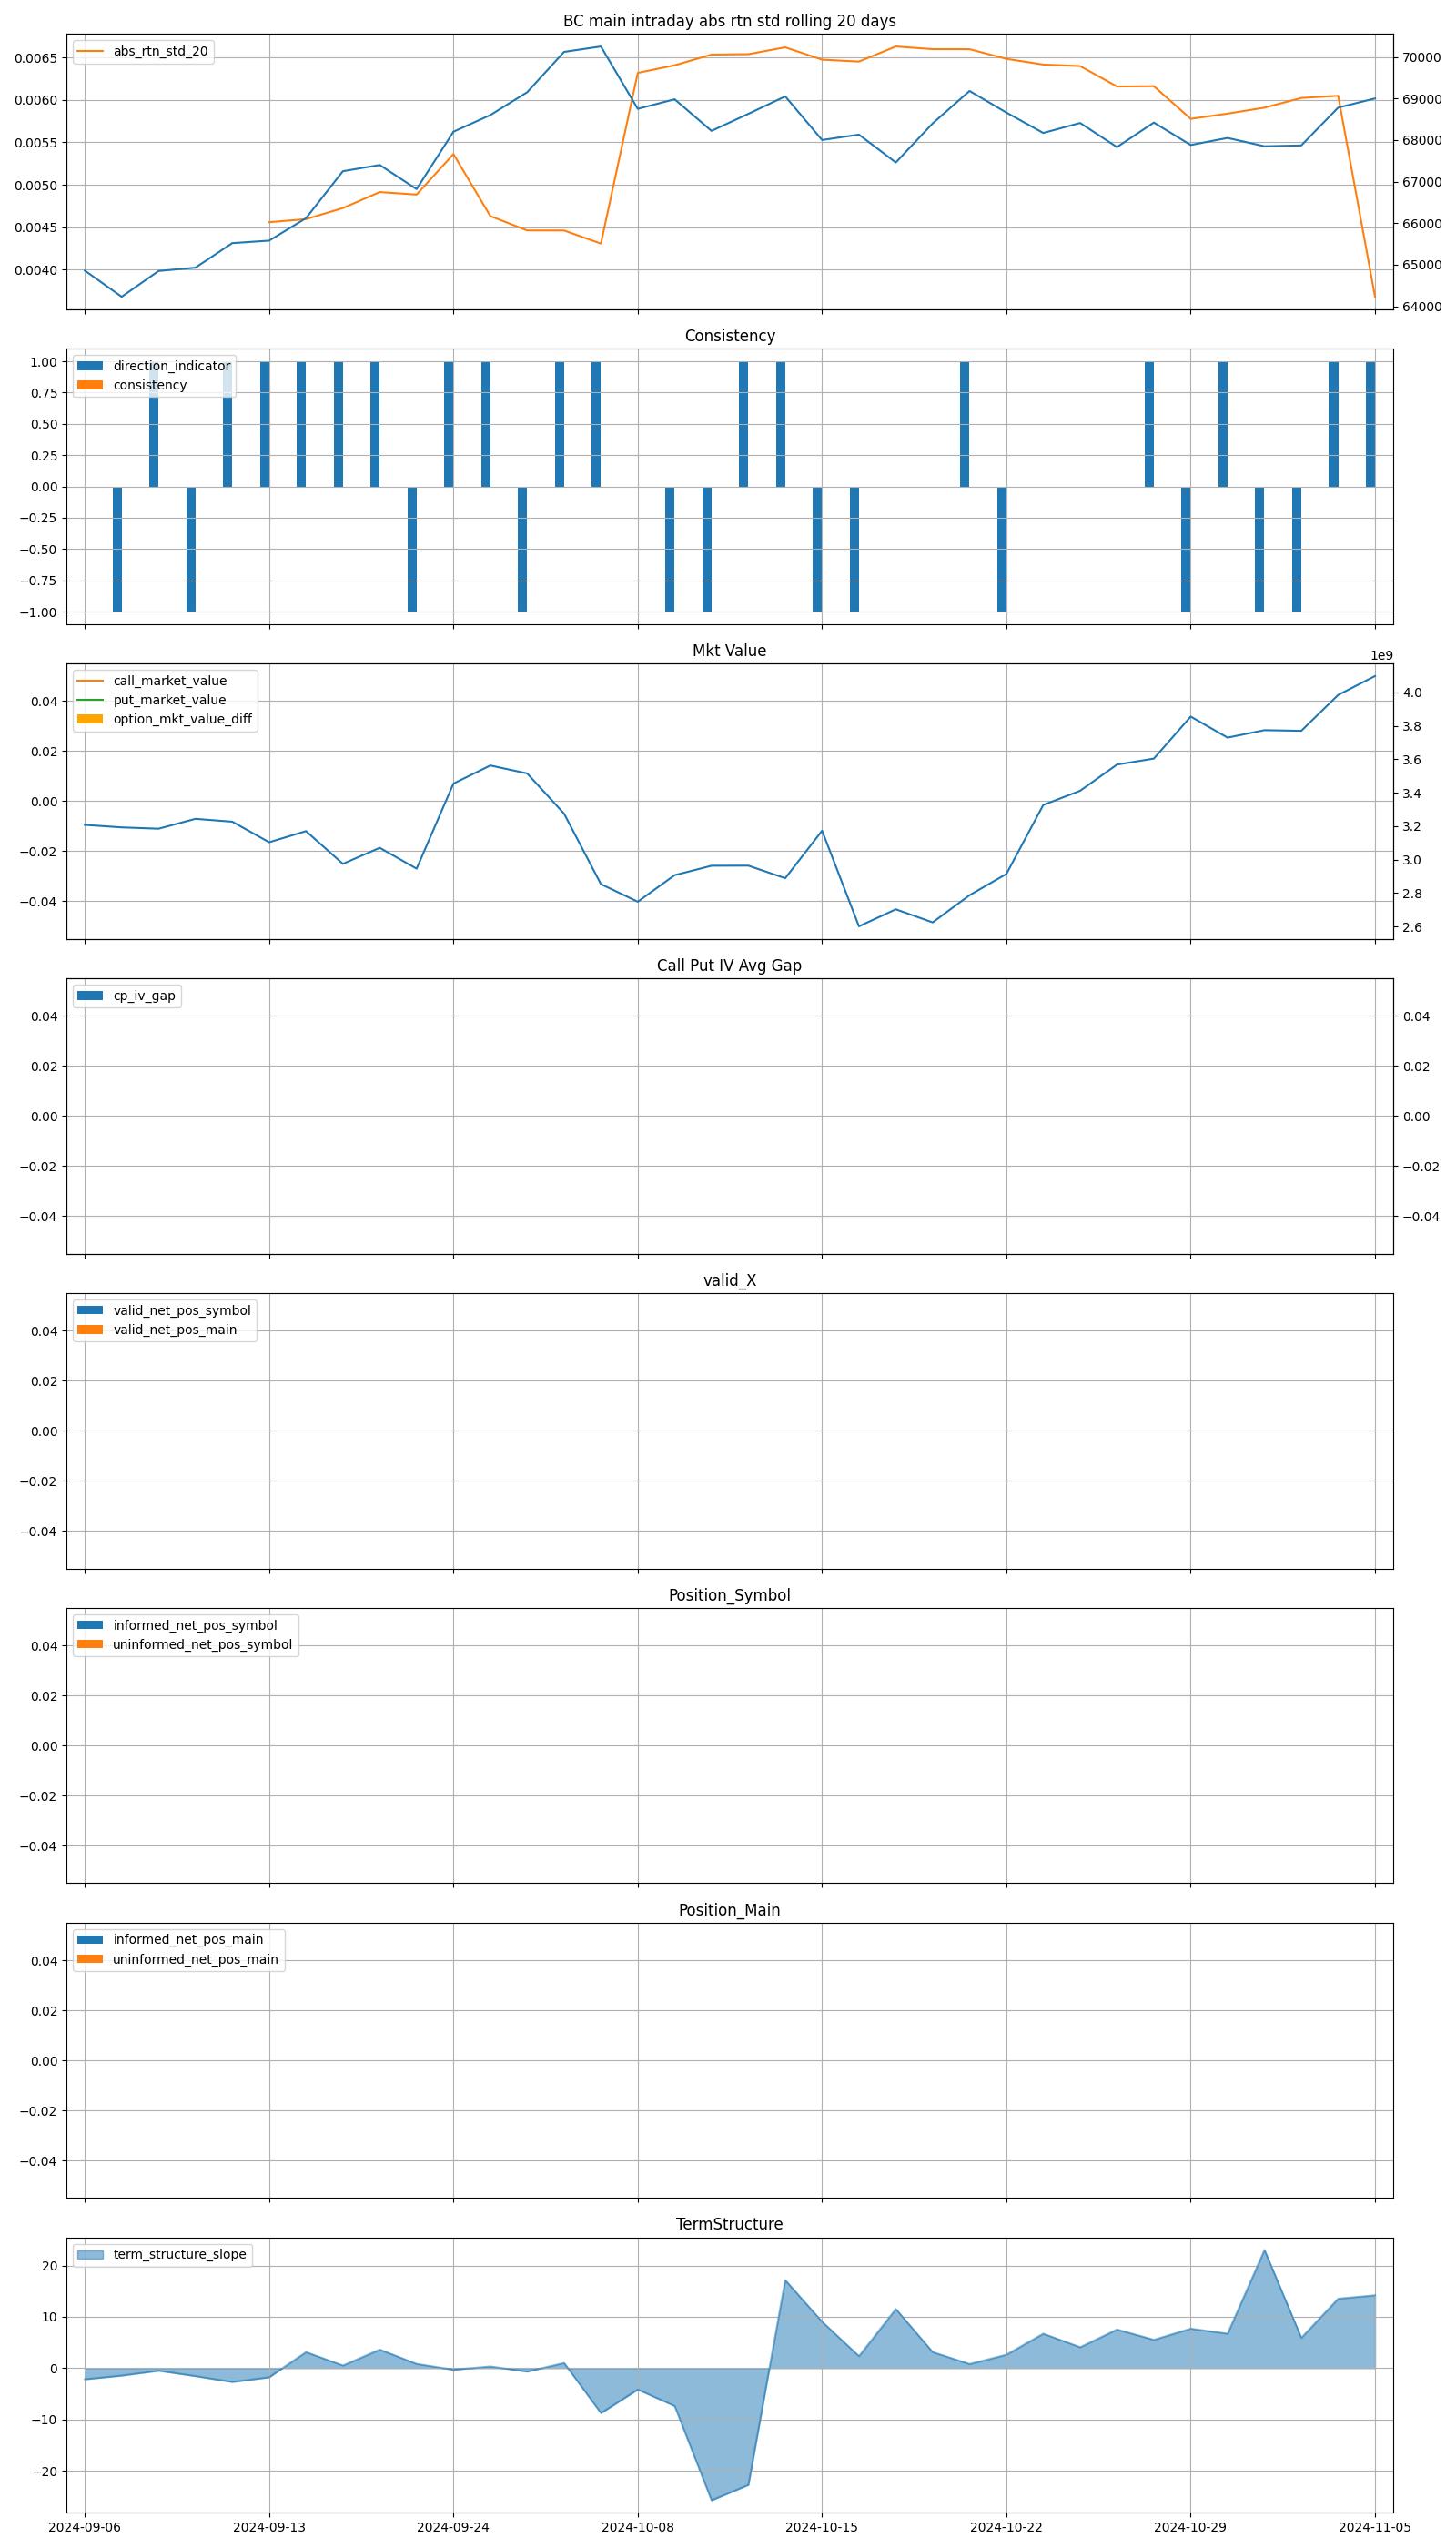 BC main intraday abs rtn std rolling 20 days
abs_rtn_std_20
0.0065
0.0060
0.0055
0.0050
0.0045
0.0040
70000
69000
68000
67000
66000
65000
64000
Consistency
direction_indicator
consistency
1.00
0.75
0.50
0.25
0.00
−0.25
−0.50
−0.75
−1.00
Mkt Value
1e9
call_market_value
put_market_value
option_mkt_value_diff
0.04
0.02
0.00
−0.02
−0.04
4.0
3.8
3.6
3.4
3.2
3.0
2.8
2.6
Call Put IV Avg Gap
cp_iv_gap
0.04
0.02
0.00
−0.02
−0.04
0.04
0.02
0.00
−0.02
−0.04
valid_X
valid_net_pos_symbol
valid_net_pos_main
0.04
0.02
0.00
−0.02
−0.04
Position_Symbol
informed_net_pos_symbol
uninformed_net_pos_symbol
0.04
0.02
0.00
−0.02
−0.04
Position_Main
informed_net_pos_main
uninformed_net_pos_main
0.04
0.02
0.00
−0.02
−0.04
TermStructure
term_structure_slope
20
10
0
−10
−20
2024-09-06 2024-09-13 2024-09-24 2024-10-08 2024-10-15 2024-10-22 2024-10-29 2024-11-05